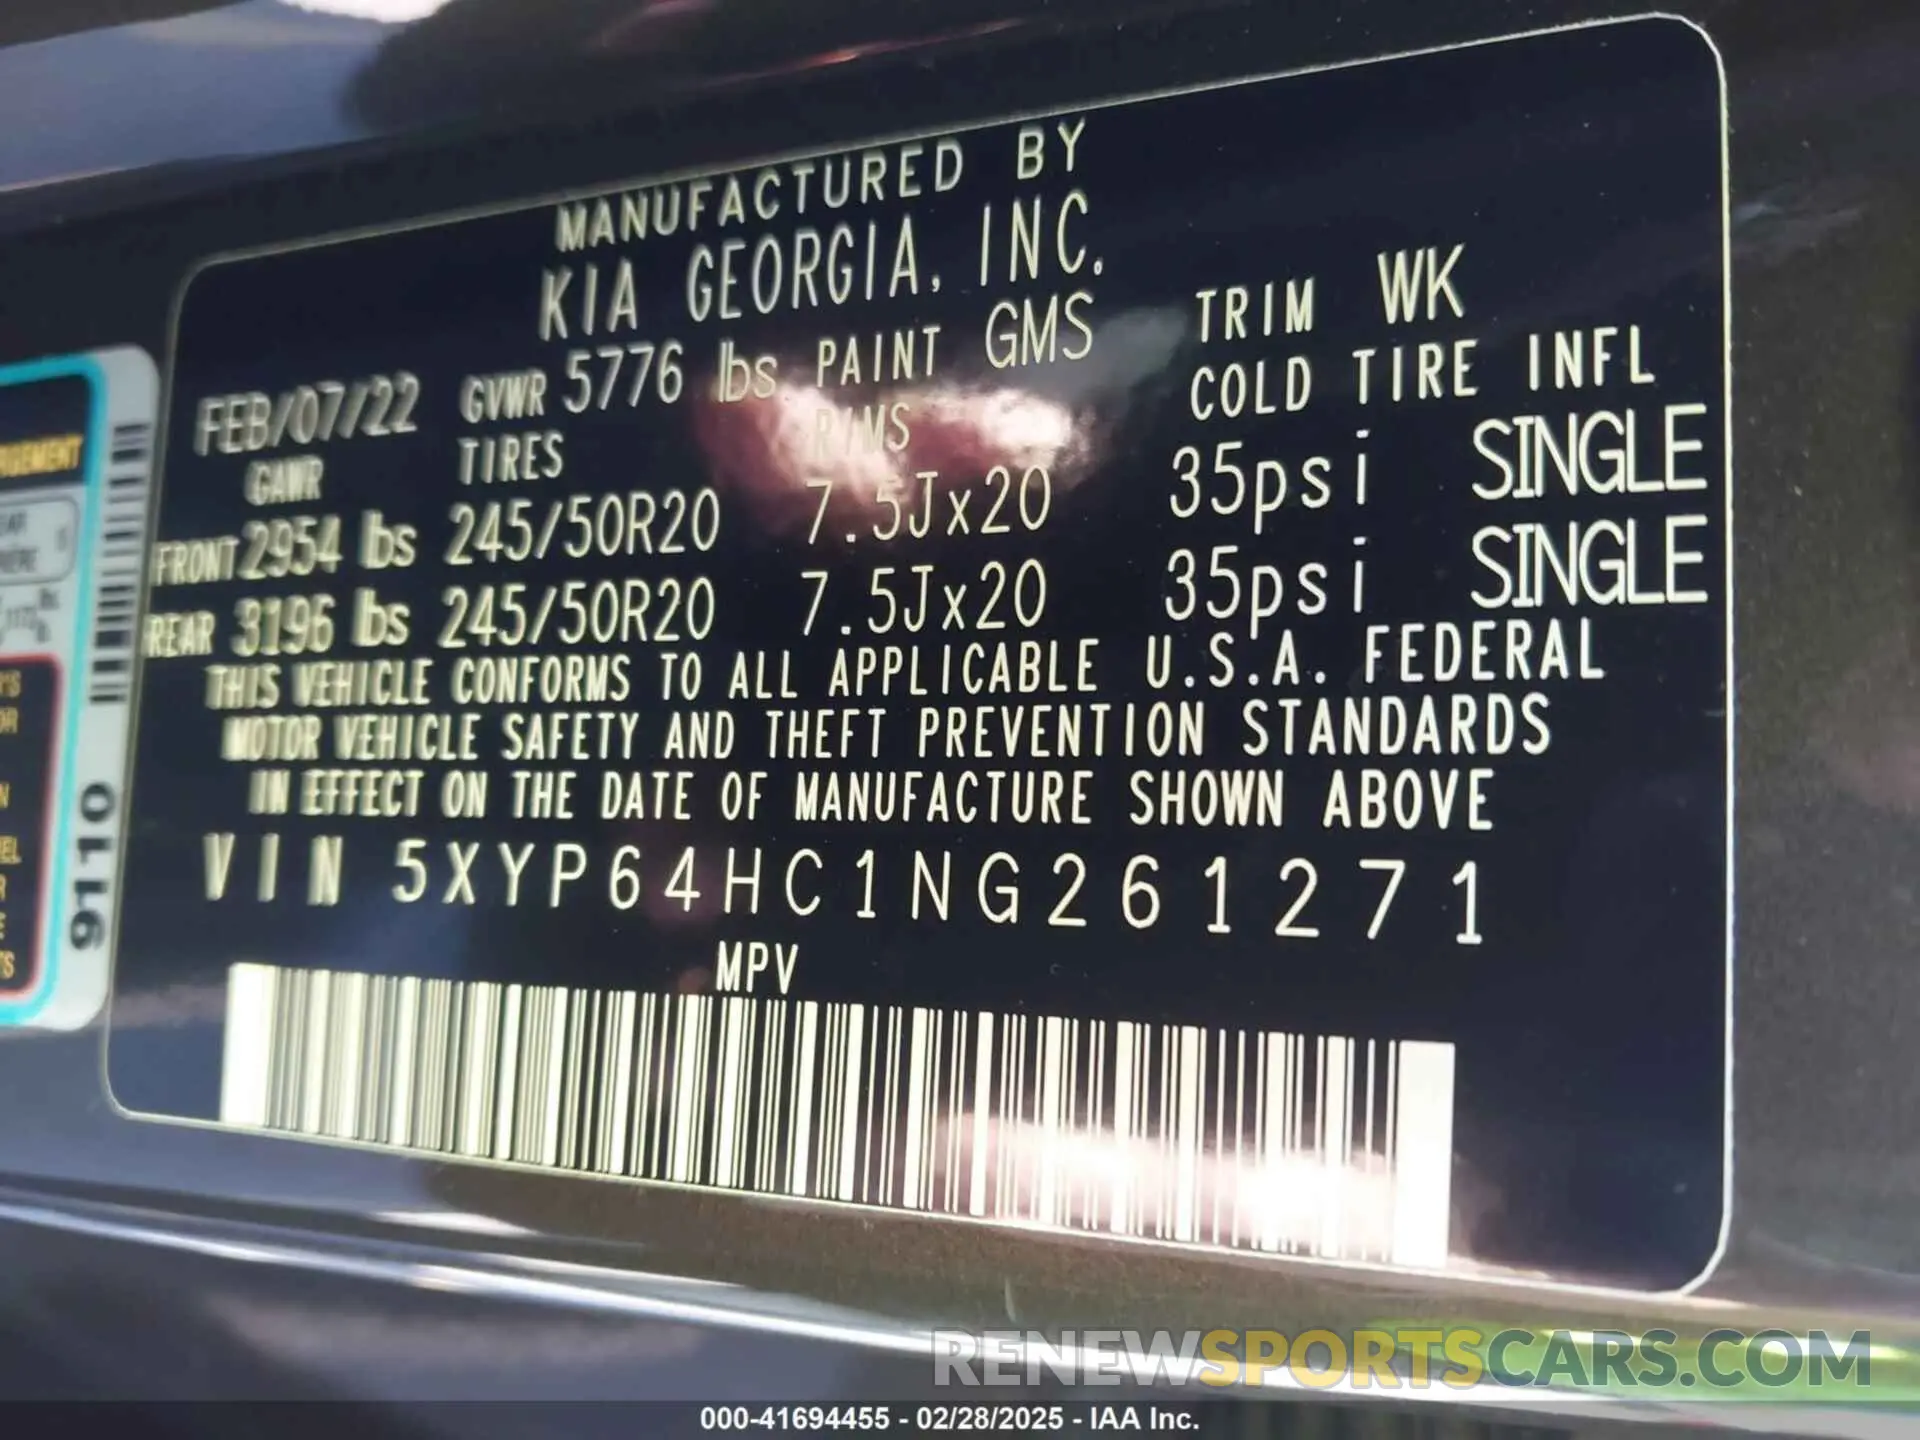 MANUFACTURED BY
KIA GEORGIA, INC.
FEB/07/22 GVWR 5776 lbs PAINT GMS TRIM WK
GAWR TIRES RIMS COLD TIRE INFL
FRONT 2954 lbs 245/50R20 7.5Jx20 35psi SINGLE
REAR 3196 lbs 245/50R20 7.5Jx20 35psi SINGLE
THIS VEHICLE CONFORMS TO ALL APPLICABLE U.S.A. FEDERAL
MOTOR VEHICLE SAFETY AND THEFT PREVENTION STANDARDS
IN EFFECT ON THE DATE OF MANUFACTURE SHOWN ABOVE
VIN 5XYP64HC1NG261271
MPV
9110
RENEWSPORTSCARS.COM
000-41694455 - 02/28/2025 - IAA Inc.